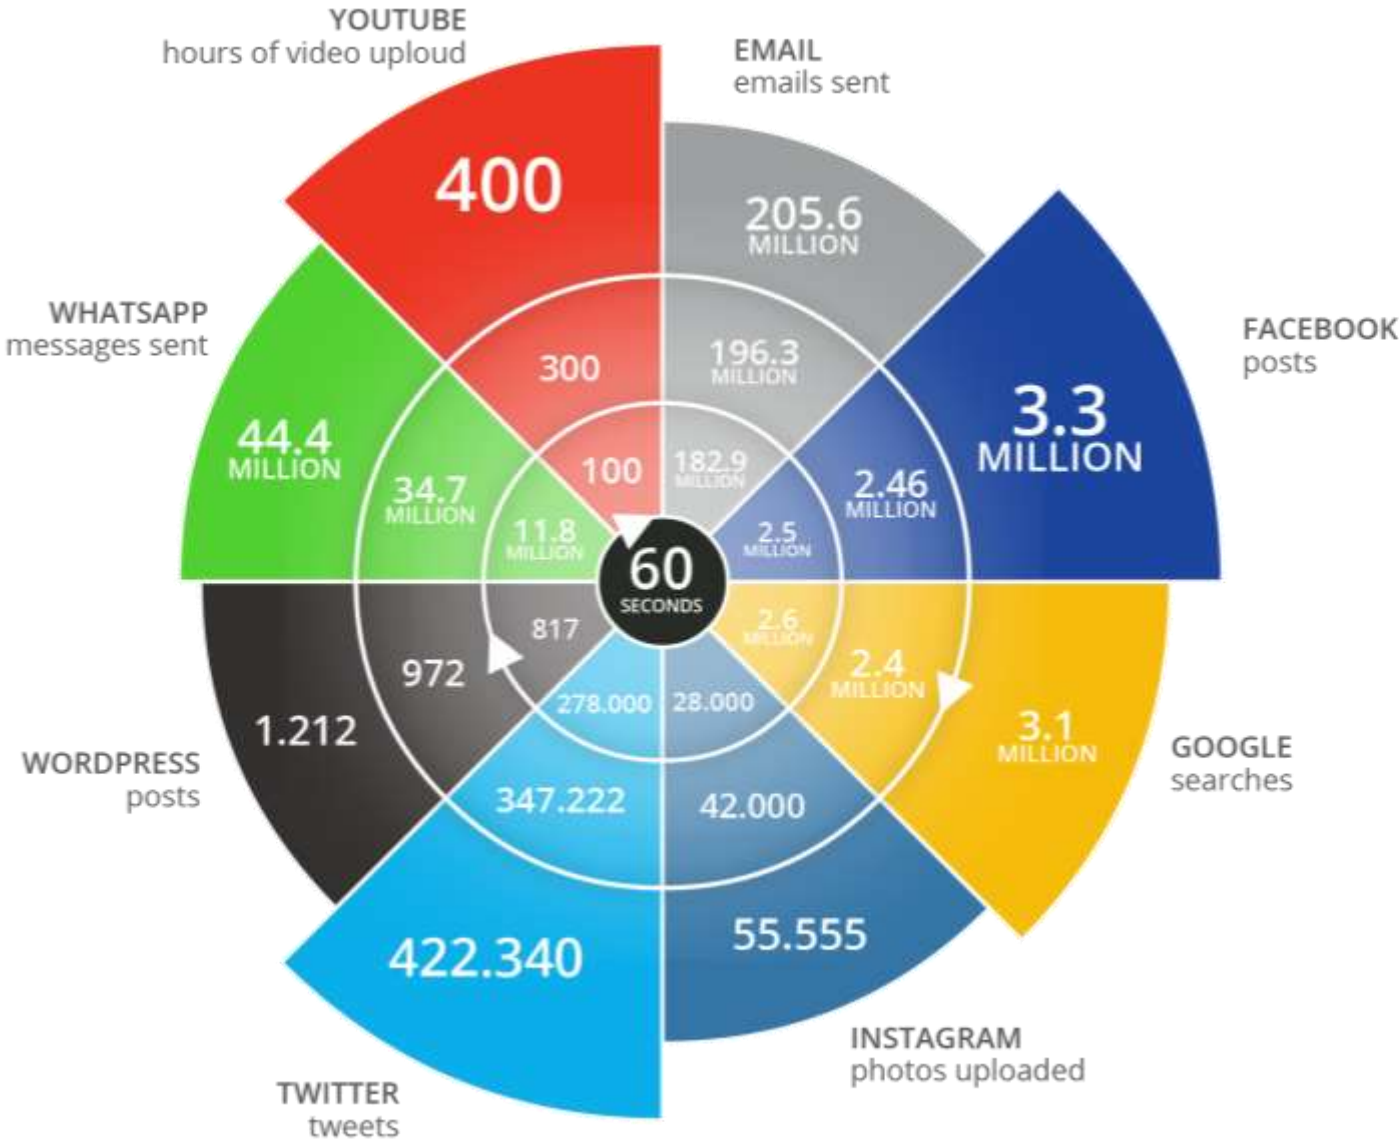 YOUTUBE
hours of video uploud
400
300
100
EMAIL
emails sent
205.6
MILLION
196.3
MILLION
182.9
MILLION
FACEBOOK
posts
3.3
MILLION
2.46
MILLION
2.5
MILLION
GOOGLE
searches
3.1
MILLION
2.4
MILLION
2.6
MILLION
INSTAGRAM
photos uploaded
55.555
42.000
28.000
TWITTER
tweets
422.340
347.222
278.000
WORDPRESS
posts
1.212
972
817
WHATSAPP
messages sent
44.4
MILLION
34.7
MILLION
11.8
MILLION
60
SECONDS